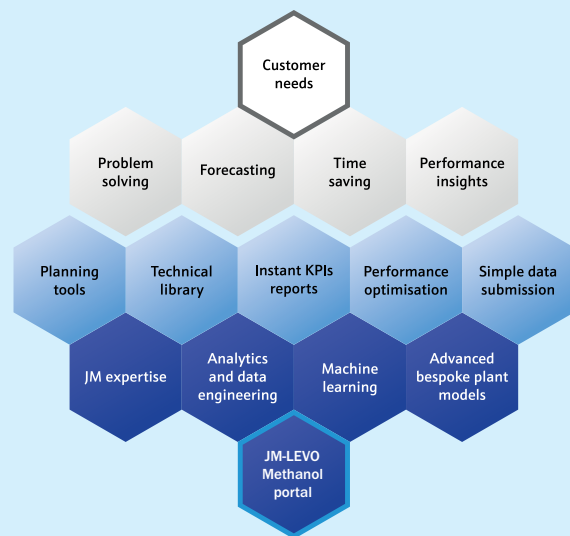 Customer
needs
Problem
solving
Forecasting
Time
saving
Performance
insights
Planning
tools
Technical
library
Instant KPIs
reports
Performance
optimisation
Simple data
submission
JM expertise
Analytics
and data
engineering
Machine
learning
Advanced
bespoke plant
models
JM-LEVO
Methanol
portal